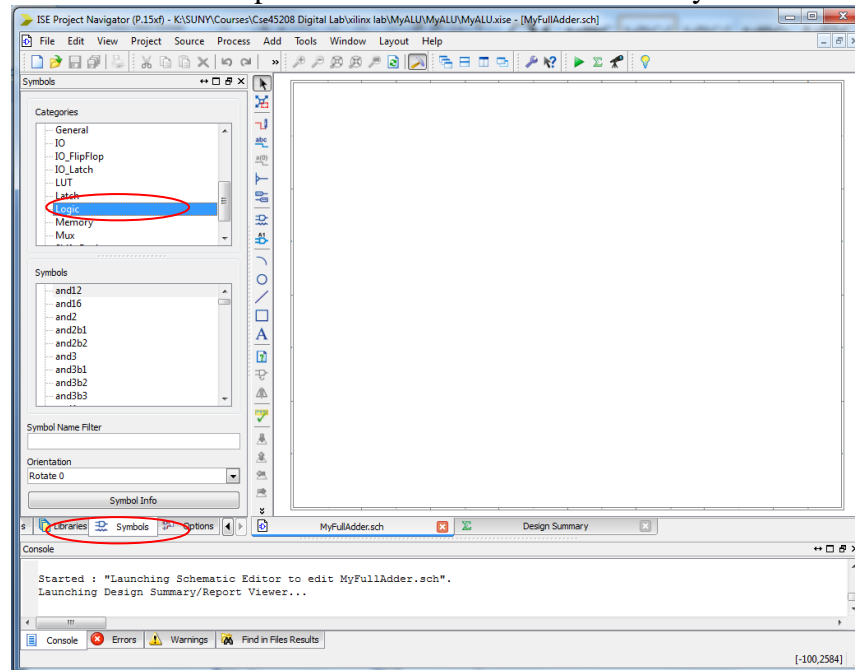 ISE Project Navigator (P.15xf) - K:\SUNY\Courses\Cse45208 Digital Lab\xilinx lab\MyALU\MyALU\MyALU.xise - [MyFullAdder.sch]
File Edit View Project Source Process Add Tools Window Layout Help
Symbols
Categories
General
IO
IO_FlipFlop
IO_Latch
LUT
Latch
Logic
Memory
Mux
Symbols
and12
and16
and2
and2b1
and2b2
and3
and3b1
and3b2
and3b3
Symbol Name Filter
Orientation
Rotate 0
Symbol Info
s Libraries Symbols Options
MyFullAdder.sch Design Summary
Console
Started : "Launching Schematic Editor to edit MyFullAdder.sch".
Launching Design Summary/Report Viewer...
Console Errors Warnings Find in Files Results
[-100,2584]